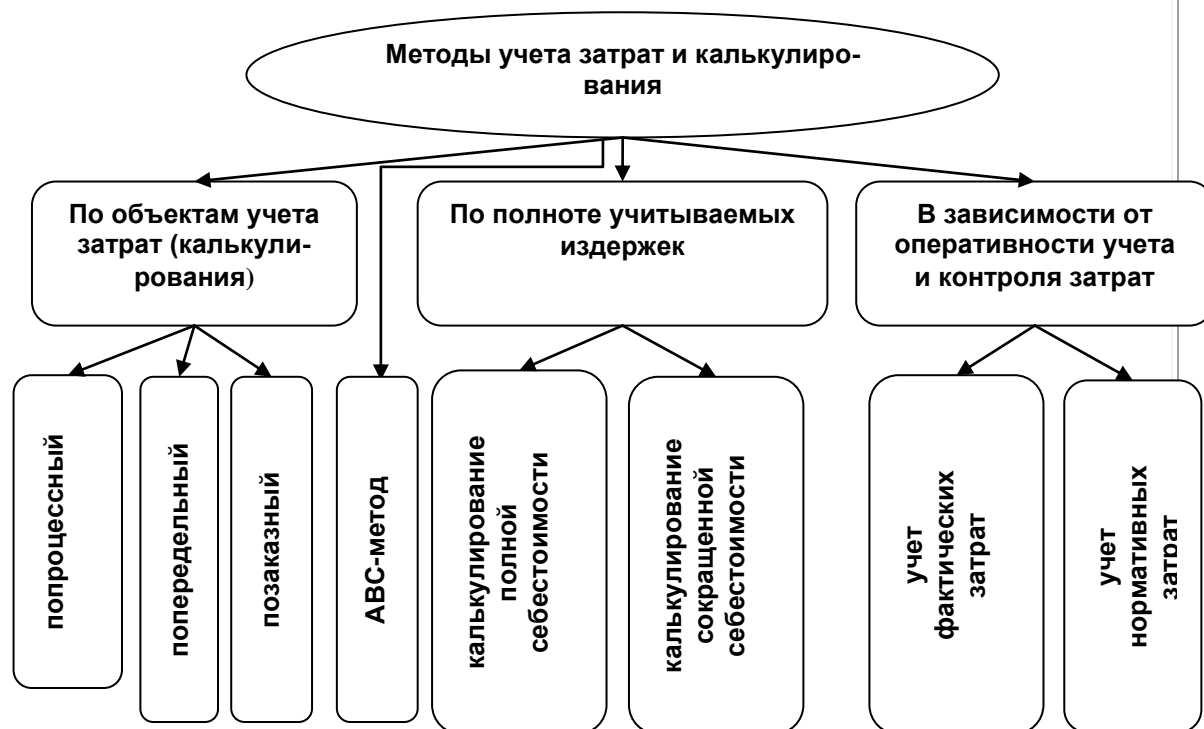 Методы учета затрат и калькулиро-
вания
По объектам учета
затрат (калькули-
рования)
По полноте учитываемых
издержек
В зависимости от
оперативности учета
и контроля затрат
попроцессный
попередельный
позаказный
АВС-метод
калькулирование
полной
себестоимости
калькулирование
сокращенной
себестоимости
учет
фактических
затрат
учет
нормативных
затрат